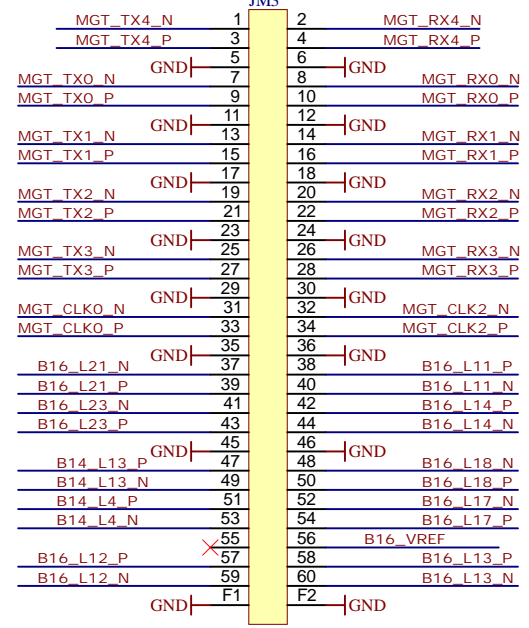 JM3
MGT_TX4_N 1 2 MGT_RX4_N
MGT_TX4_P 3 4 MGT_RX4_P
GND 5 6 GND
MGT_TX0_N 7 8 MGT_RX0_N
MGT_TX0_P 9 10 MGT_RX0_P
GND 11 12 GND
MGT_TX1_N 13 14 MGT_RX1_N
MGT_TX1_P 15 16 MGT_RX1_P
GND 17 18 GND
MGT_TX2_N 19 20 MGT_RX2_N
MGT_TX2_P 21 22 MGT_RX2_P
GND 23 24 GND
MGT_TX3_N 25 26 MGT_RX3_N
MGT_TX3_P 27 28 MGT_RX3_P
GND 29 30 GND
MGT_CLK0_N 31 32 MGT_CLK2_N
MGT_CLK0_P 33 34 MGT_CLK2_P
GND 35 36 GND
B16_L21_N 37 38 B16_L11_P
B16_L21_P 39 40 B16_L11_N
B16_L23_N 41 42 B16_L14_P
B16_L23_P 43 44 B16_L14_N
GND 45 46 GND
B14_L13_P 47 48 B16_L18_N
B14_L13_N 49 50 B16_L18_P
B14_L4_P 51 52 B16_L17_N
B14_L4_N 53 54 B16_L17_P
55 56 B16_VREF
B16_L12_P 57 58 B16_L13_P
B16_L12_N 59 60 B16_L13_N
GND F1 F2 GND